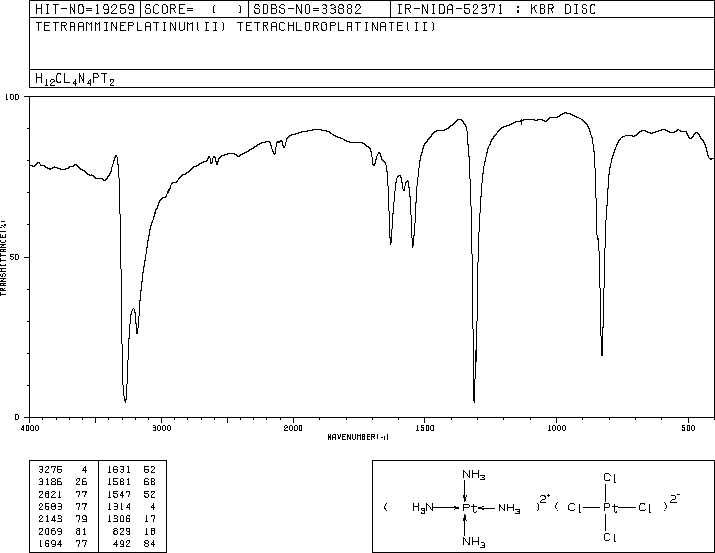 HIT-NO=19259 SCORE= ( ) SDBS-NO=33882 IR-NIDA-52371 : KBR DISC
TETRAAMMINEPLATINUM(II) TETRACHLOROPLATINATE(II)
H12CL4N4PT2
100
50
0
TRANSMITTANCE(%)
4000 3000 2000 1500 1000
WAVENUMBER(-1)
3275 4 1631 52
3186 26 1581 68
2621 77 1547 52
2583 77 1314 4
2143 79 1306 17
2069 81 829 18
1694 77 492 84
NH3
( H3N Pt NH3 )2+
NH3
Cl
( Cl Pt Cl )2-
Cl